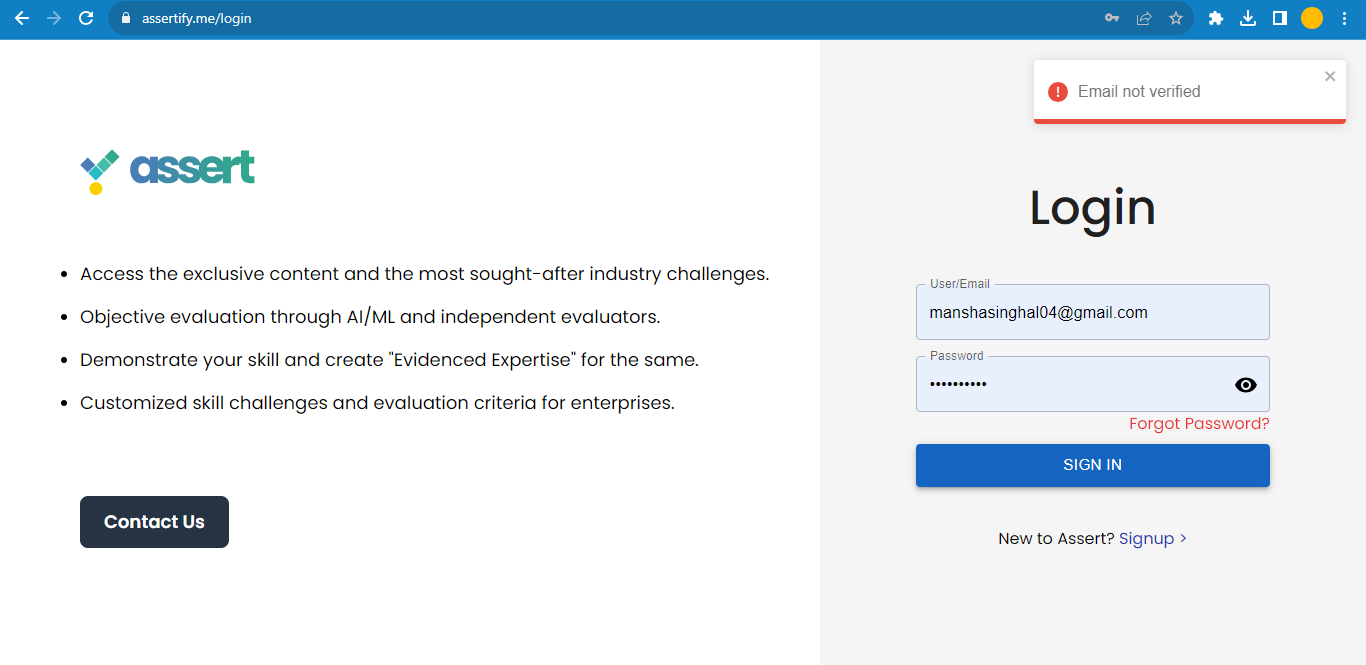 assertify.me/login
Email not verified
assert
Access the exclusive content and the most sought-after industry challenges.
Objective evaluation through AI/ML and independent evaluators.
Demonstrate your skill and create "Evidenced Expertise" for the same.
Customized skill challenges and evaluation criteria for enterprises.
Contact Us
Login
User/Email
manshasinghal04@gmail.com
Password
••••••••••
Forgot Password?
SIGN IN
New to Assert? Signup >